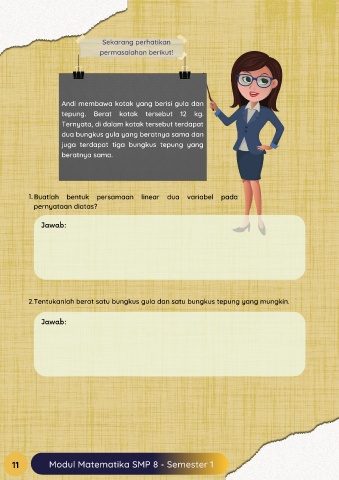 Sekarang perhatikan
permasalahan berikut!
Andi membawa kotak yang berisi gula dan
tepung. Berat kotak tersebut 12 kg.
Ternyata, di dalam kotak tersebut terdapat
dua bungkus gula yang beratnya sama dan
juga terdapat tiga bungkus tepung yang
beratnya sama.
1. Buatlah bentuk persamaan linear dua variabel pada
pernyataan diatas?
Jawab:
2.Tentukanlah berat satu bungkus gula dan satu bungkus tepung yang mungkin.
Jawab:
11 Modul Matematika SMP 8 - Semester 1